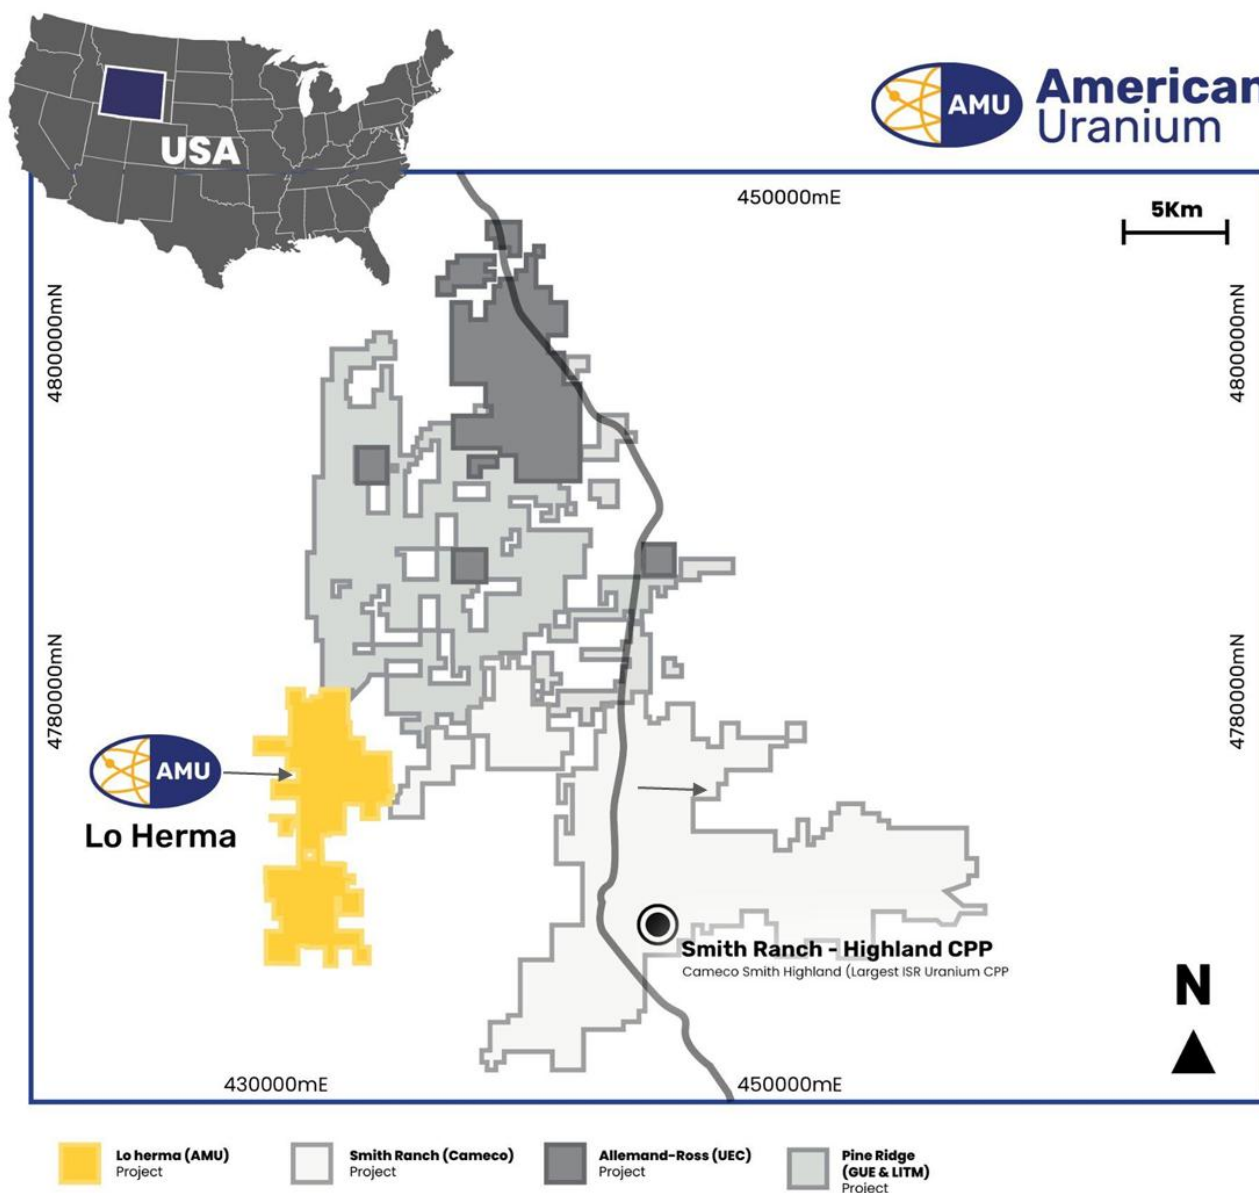 USA
AMU
American
Uranium
450000mE
5Km
4800000mN
4800000mN
4780000mN
4780000mN
AMU
Lo Herma
Smith Ranch - Highland CPP
Cameco Smith Highland (Largest ISR Uranium CPP
N
430000mE
450000mE
Lo herma (AMU)
Project
Smith Ranch (Cameco)
Project
Allemand-Ross (UEC)
Project
Pine Ridge
(GUE & LITM)
Project